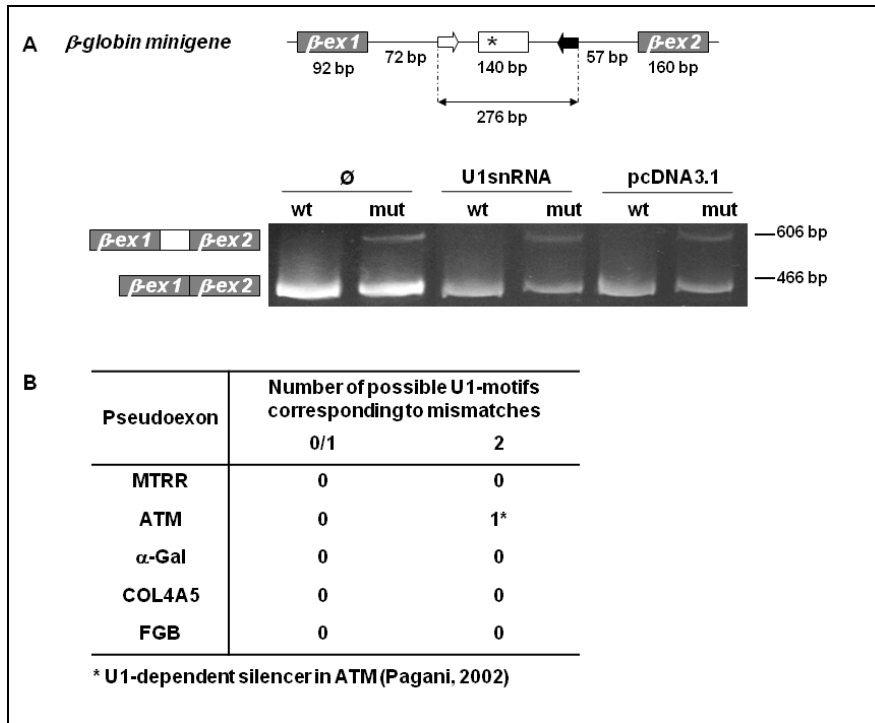 A
β-globin minigene
β-ex 1
*
β-ex 2
92 bp
72 bp
140 bp
57 bp
160 bp
276 bp
Ø U1snRNA pcDNA3.1
wt mut wt mut wt mut
β-ex 1 β-ex 2
606 bp
β-ex 1 β-ex 2
466 bp
B
Pseudoexon
Number of possible U1-motifs
corresponding to mismatches
0/1 2
MTRR 0 0
ATM 0 1*
α-Gal 0 0
COL4A5 0 0
FGB 0 0
* U1-dependent silencer in ATM (Pagani, 2002)